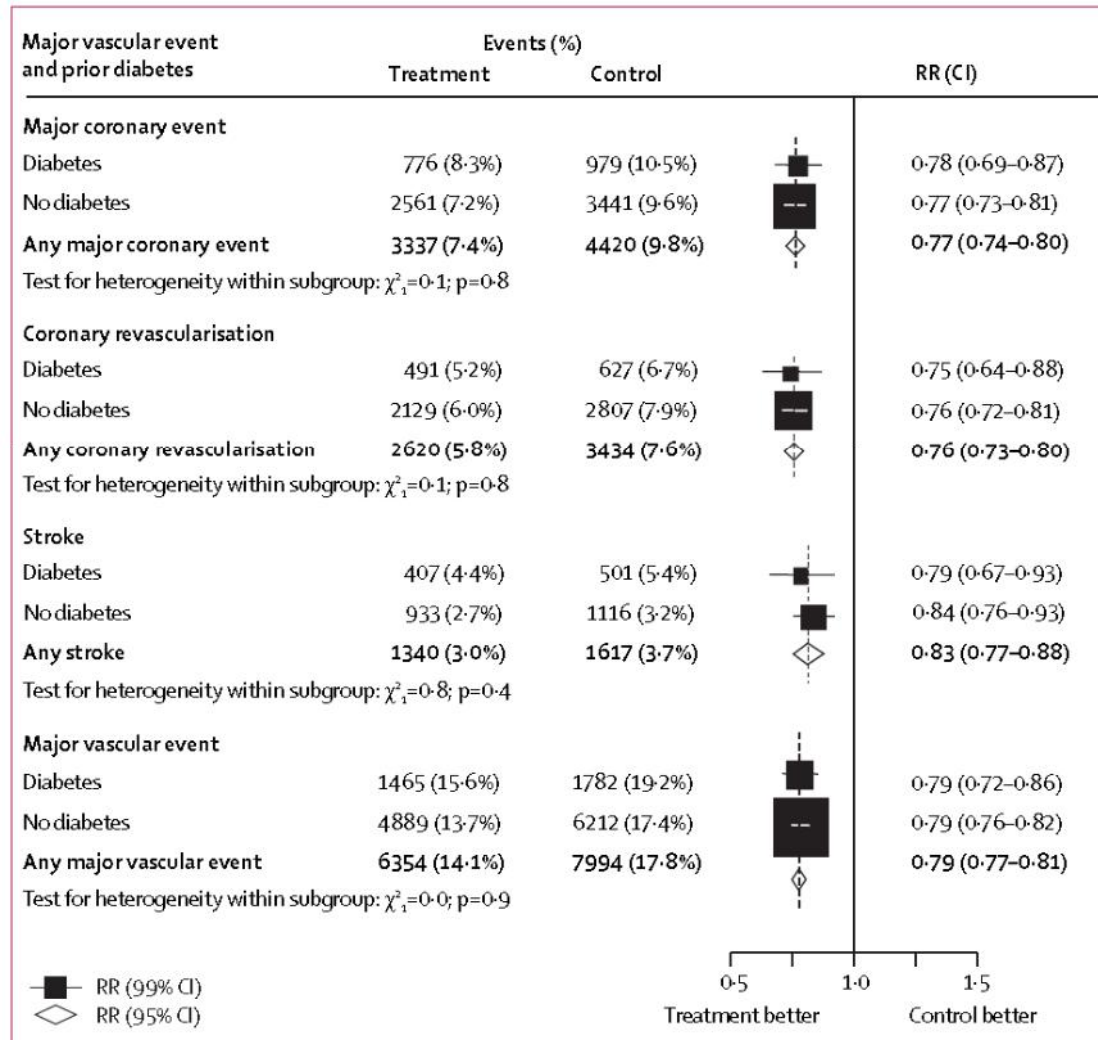 Major vascular event Events (%)
and prior diabetes Treatment Control RR (CI)
Major coronary event
Diabetes 776 (8·3%) 979 (10·5%) 0·78 (0·69–0·87)
No diabetes 2561 (7·2%) 3441 (9·6%) 0·77 (0·73–0·81)
Any major coronary event 3337 (7·4%) 4420 (9·8%) 0·77 (0·74–0·80)
Test for heterogeneity within subgroup: χ²₁=0·1; p=0·8
Coronary revascularisation
Diabetes 491 (5·2%) 627 (6·7%) 0·75 (0·64–0·88)
No diabetes 2129 (6·0%) 2807 (7·9%) 0·76 (0·72–0·81)
Any coronary revascularisation 2620 (5·8%) 3434 (7·6%) 0·76 (0·73–0·80)
Test for heterogeneity within subgroup: χ²₁=0·1; p=0·8
Stroke
Diabetes 407 (4·4%) 501 (5·4%) 0·79 (0·67–0·93)
No diabetes 933 (2·7%) 1116 (3·2%) 0·84 (0·76–0·93)
Any stroke 1340 (3·0%) 1617 (3·7%) 0·83 (0·77–0·88)
Test for heterogeneity within subgroup: χ²₁=0·8; p=0·4
Major vascular event
Diabetes 1465 (15·6%) 1782 (19·2%) 0·79 (0·72–0·86)
No diabetes 4889 (13·7%) 6212 (17·4%) 0·79 (0·76–0·82)
Any major vascular event 6354 (14·1%) 7994 (17·8%) 0·79 (0·77–0·81)
Test for heterogeneity within subgroup: χ²₁=0·0; p=0·9
RR (99% CI)
RR (95% CI)
0·5 1·0 1·5
Treatment better Control better